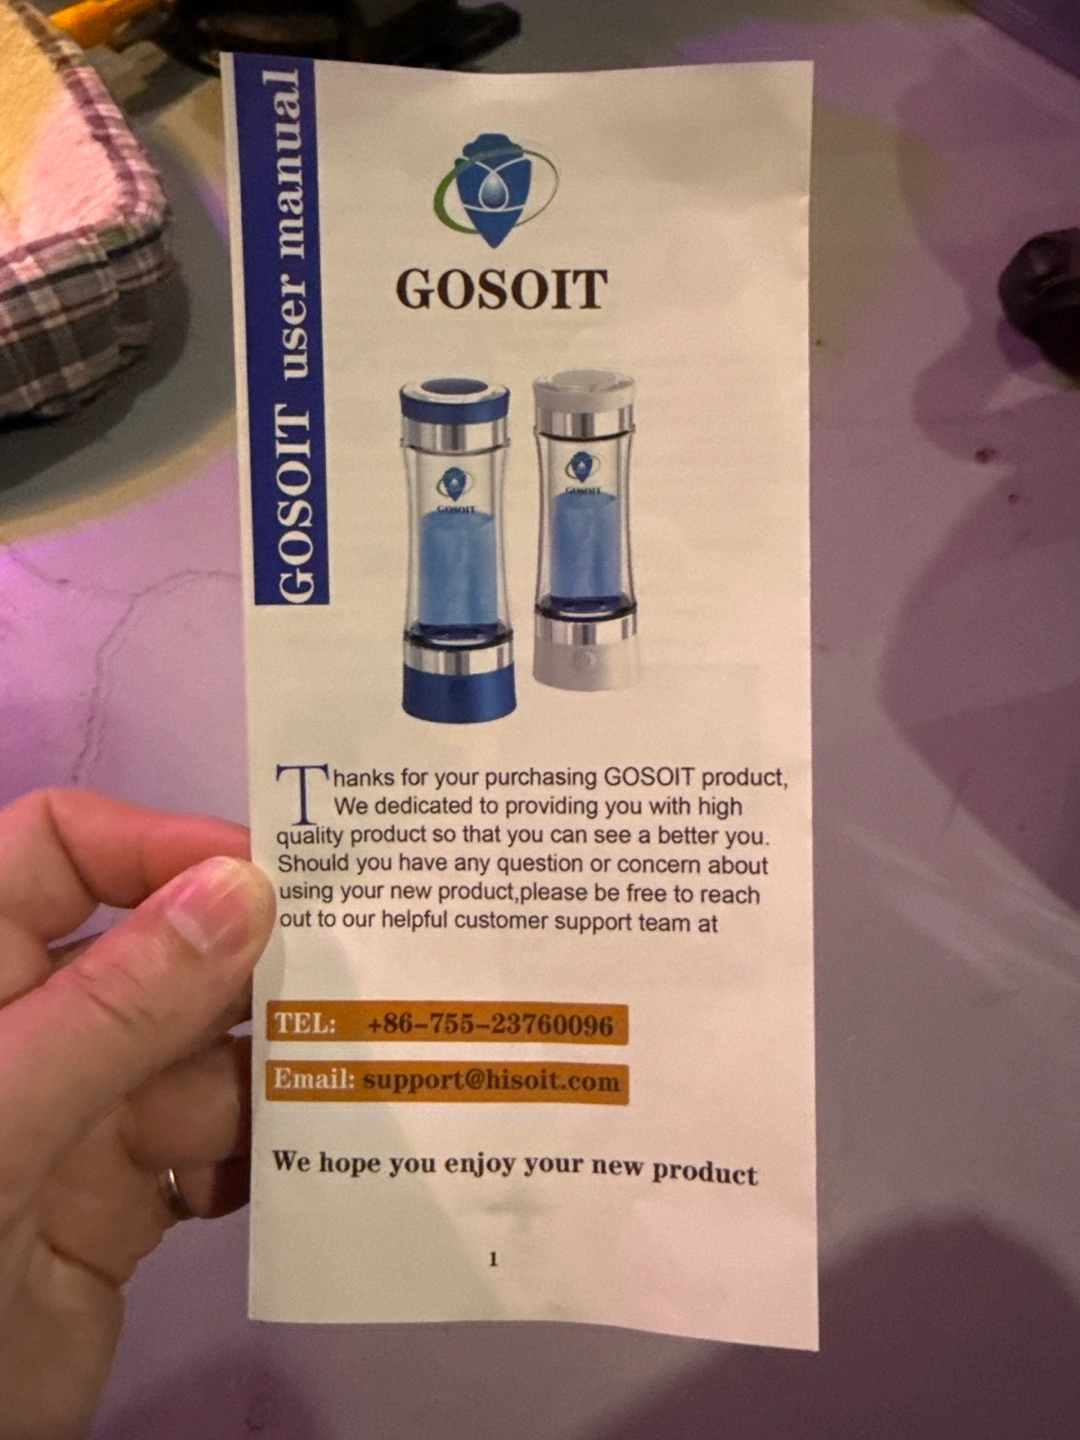 GOSOIT user manual
GOSOIT
GOSOIT
GOSOIT
Thanks for your purchasing GOSOIT product,
We dedicated to providing you with high
quality product so that you can see a better you.
Should you have any question or concern about
using your new product,please be free to reach
out to our helpful customer support team at
TEL: +86-755-23760096
Email: support@hisoit.com
We hope you enjoy your new product
1